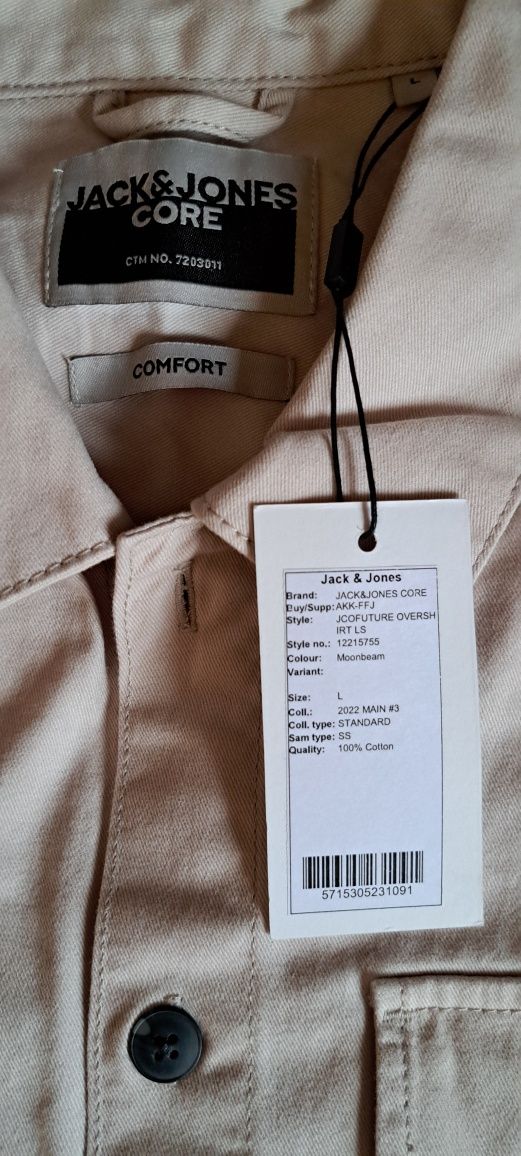 L
JACK&JONES
CORE
CTM NO. 7203011
COMFORT
Jack & Jones
Brand: JACK&JONES CORE
Buy/Supp: AKK-FFJ
Style: JCOFUTURE OVERSH
IRT LS
Style no.: 12215755
Colour: Moonbeam
Variant:
Size: L
Coll.: 2022 MAIN #3
Coll. type: STANDARD
Sam type: SS
Quality: 100% Cotton
5715305231091